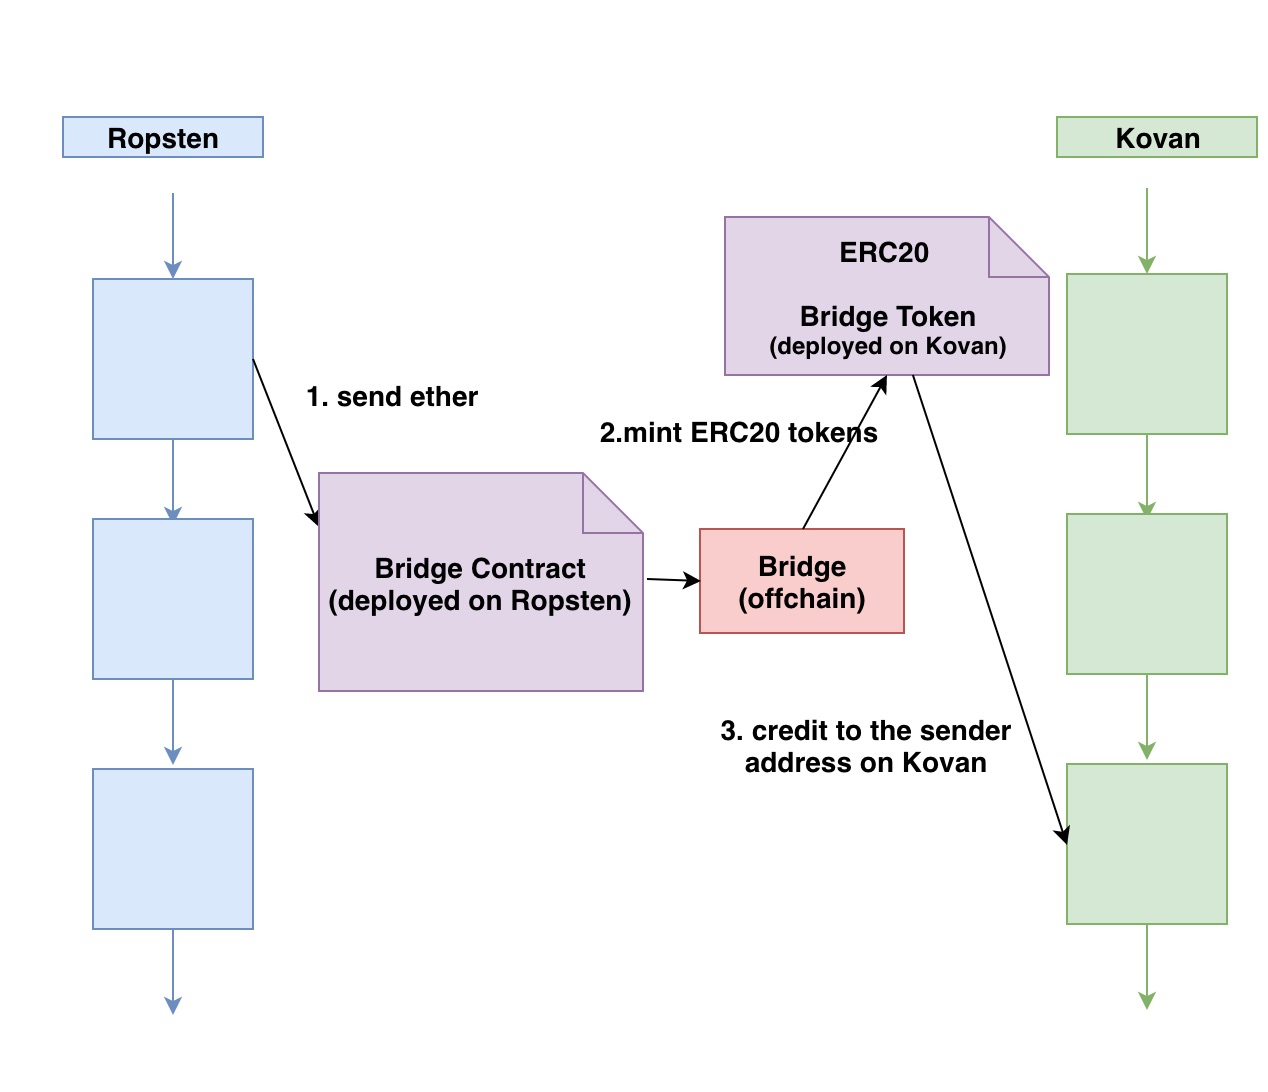 Ropsten
Kovan
ERC20
Bridge Token
(deployed on Kovan)
1. send ether
2.mint ERC20 tokens
Bridge Contract
(deployed on Ropsten)
Bridge
(offchain)
3. credit to the sender
address on Kovan